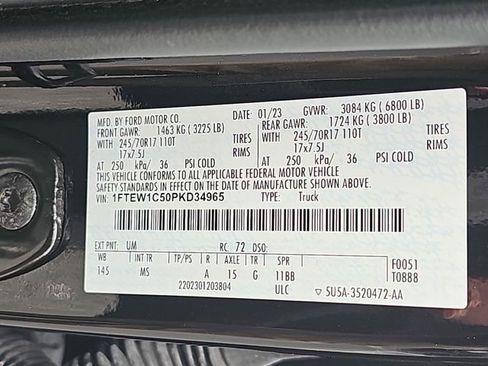 MFD. BY FORD MOTOR CO.
DATE: 01/23 GVWR: 3084 KG ( 6800 LB)
FRONT GAWR: 1463 KG ( 3225 LB) REAR GAWR: 1724 KG ( 3800 LB)
WITH 245/70R17 110T TIRES WITH 245/70R17 110T TIRES
17x7.5J RIMS 17x7.5J RIMS
AT 250 kPa/ 36 PSI COLD AT 250 kPa/ 36 PSI COLD
THIS VEHICLE CONFORMS TO ALL APPLICABLE FEDERAL MOTOR VEHICLE
SAFETY AND THEFT PREVENTION STANDARDS IN EFFECT ON THE DATE OF MANUFACTURE SHOWN ABOVE.
VIN: 1FTEW1C50PKD34965 TYPE: Truck
EXT PNT: UM RC: 72 DSO:
WB INT TR TP/PS R AXLE TR SPR F0051
145 MS A 15 G 11BB T0888
2202301203804 ULC 5U5A-3520472-AA